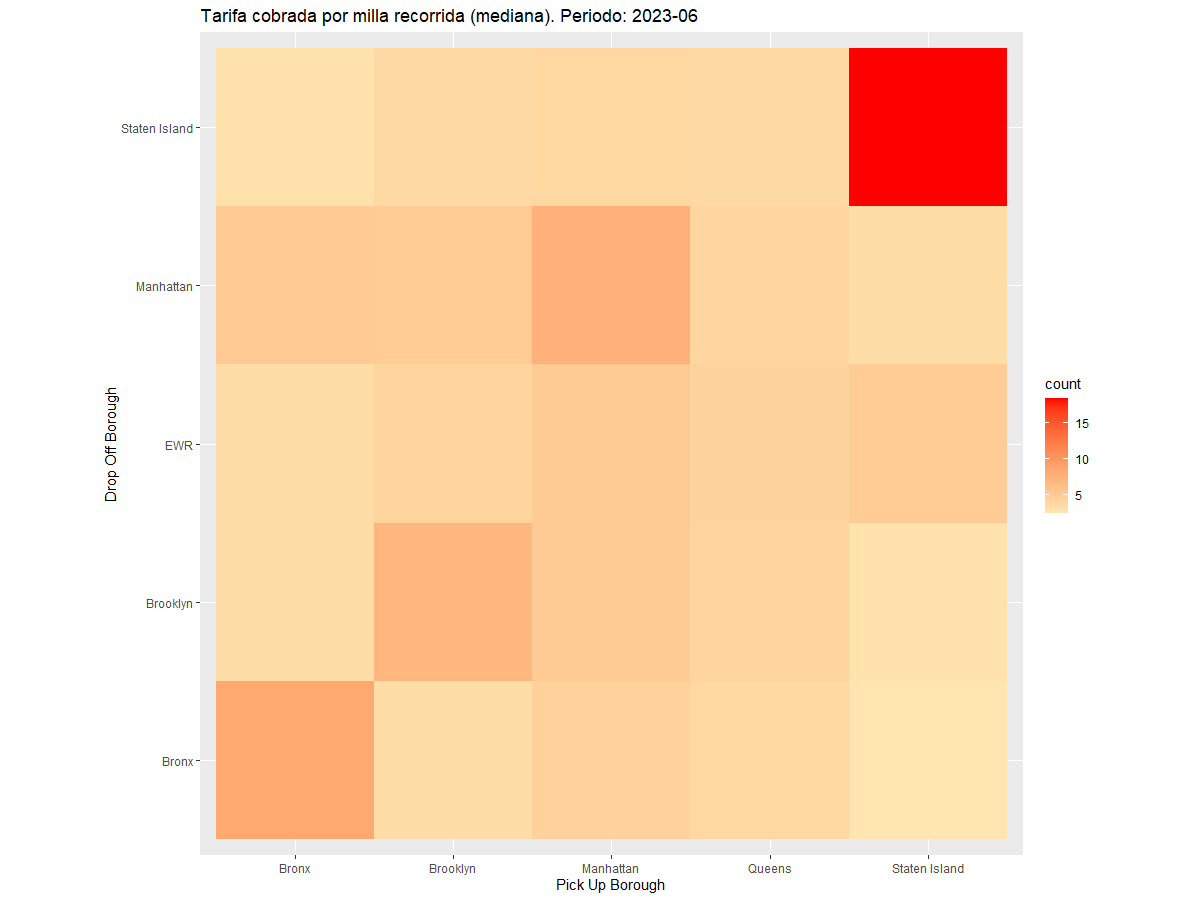 Tarifa cobrada por milla recorrida (mediana). Periodo: 2023-06
Staten Island
Manhattan
EWR
Brooklyn
Bronx
Drop Off Borough
Bronx
Brooklyn
Manhattan
Queens
Staten Island
Pick Up Borough
count
15
10
5